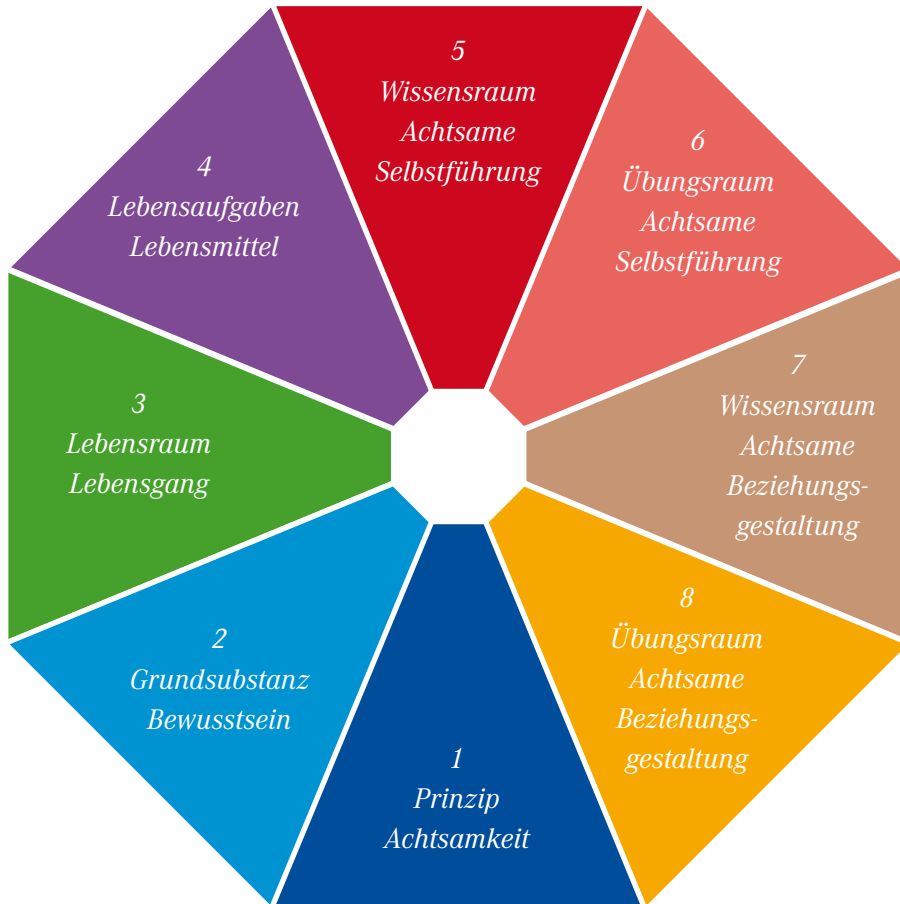 1
Prinzip
Achtsamkeit
2
Grundsubstanz
Bewusstsein
3
Lebensraum
Lebensgang
4
Lebensaufgaben
Lebensmittel
5
Wissensraum
Achtsame
Selbstführung
6
Übungsraum
Achtsame
Selbstführung
7
Wissensraum
Achtsame
Beziehungs-
gestaltung
8
Übungsraum
Achtsame
Beziehungs-
gestaltung